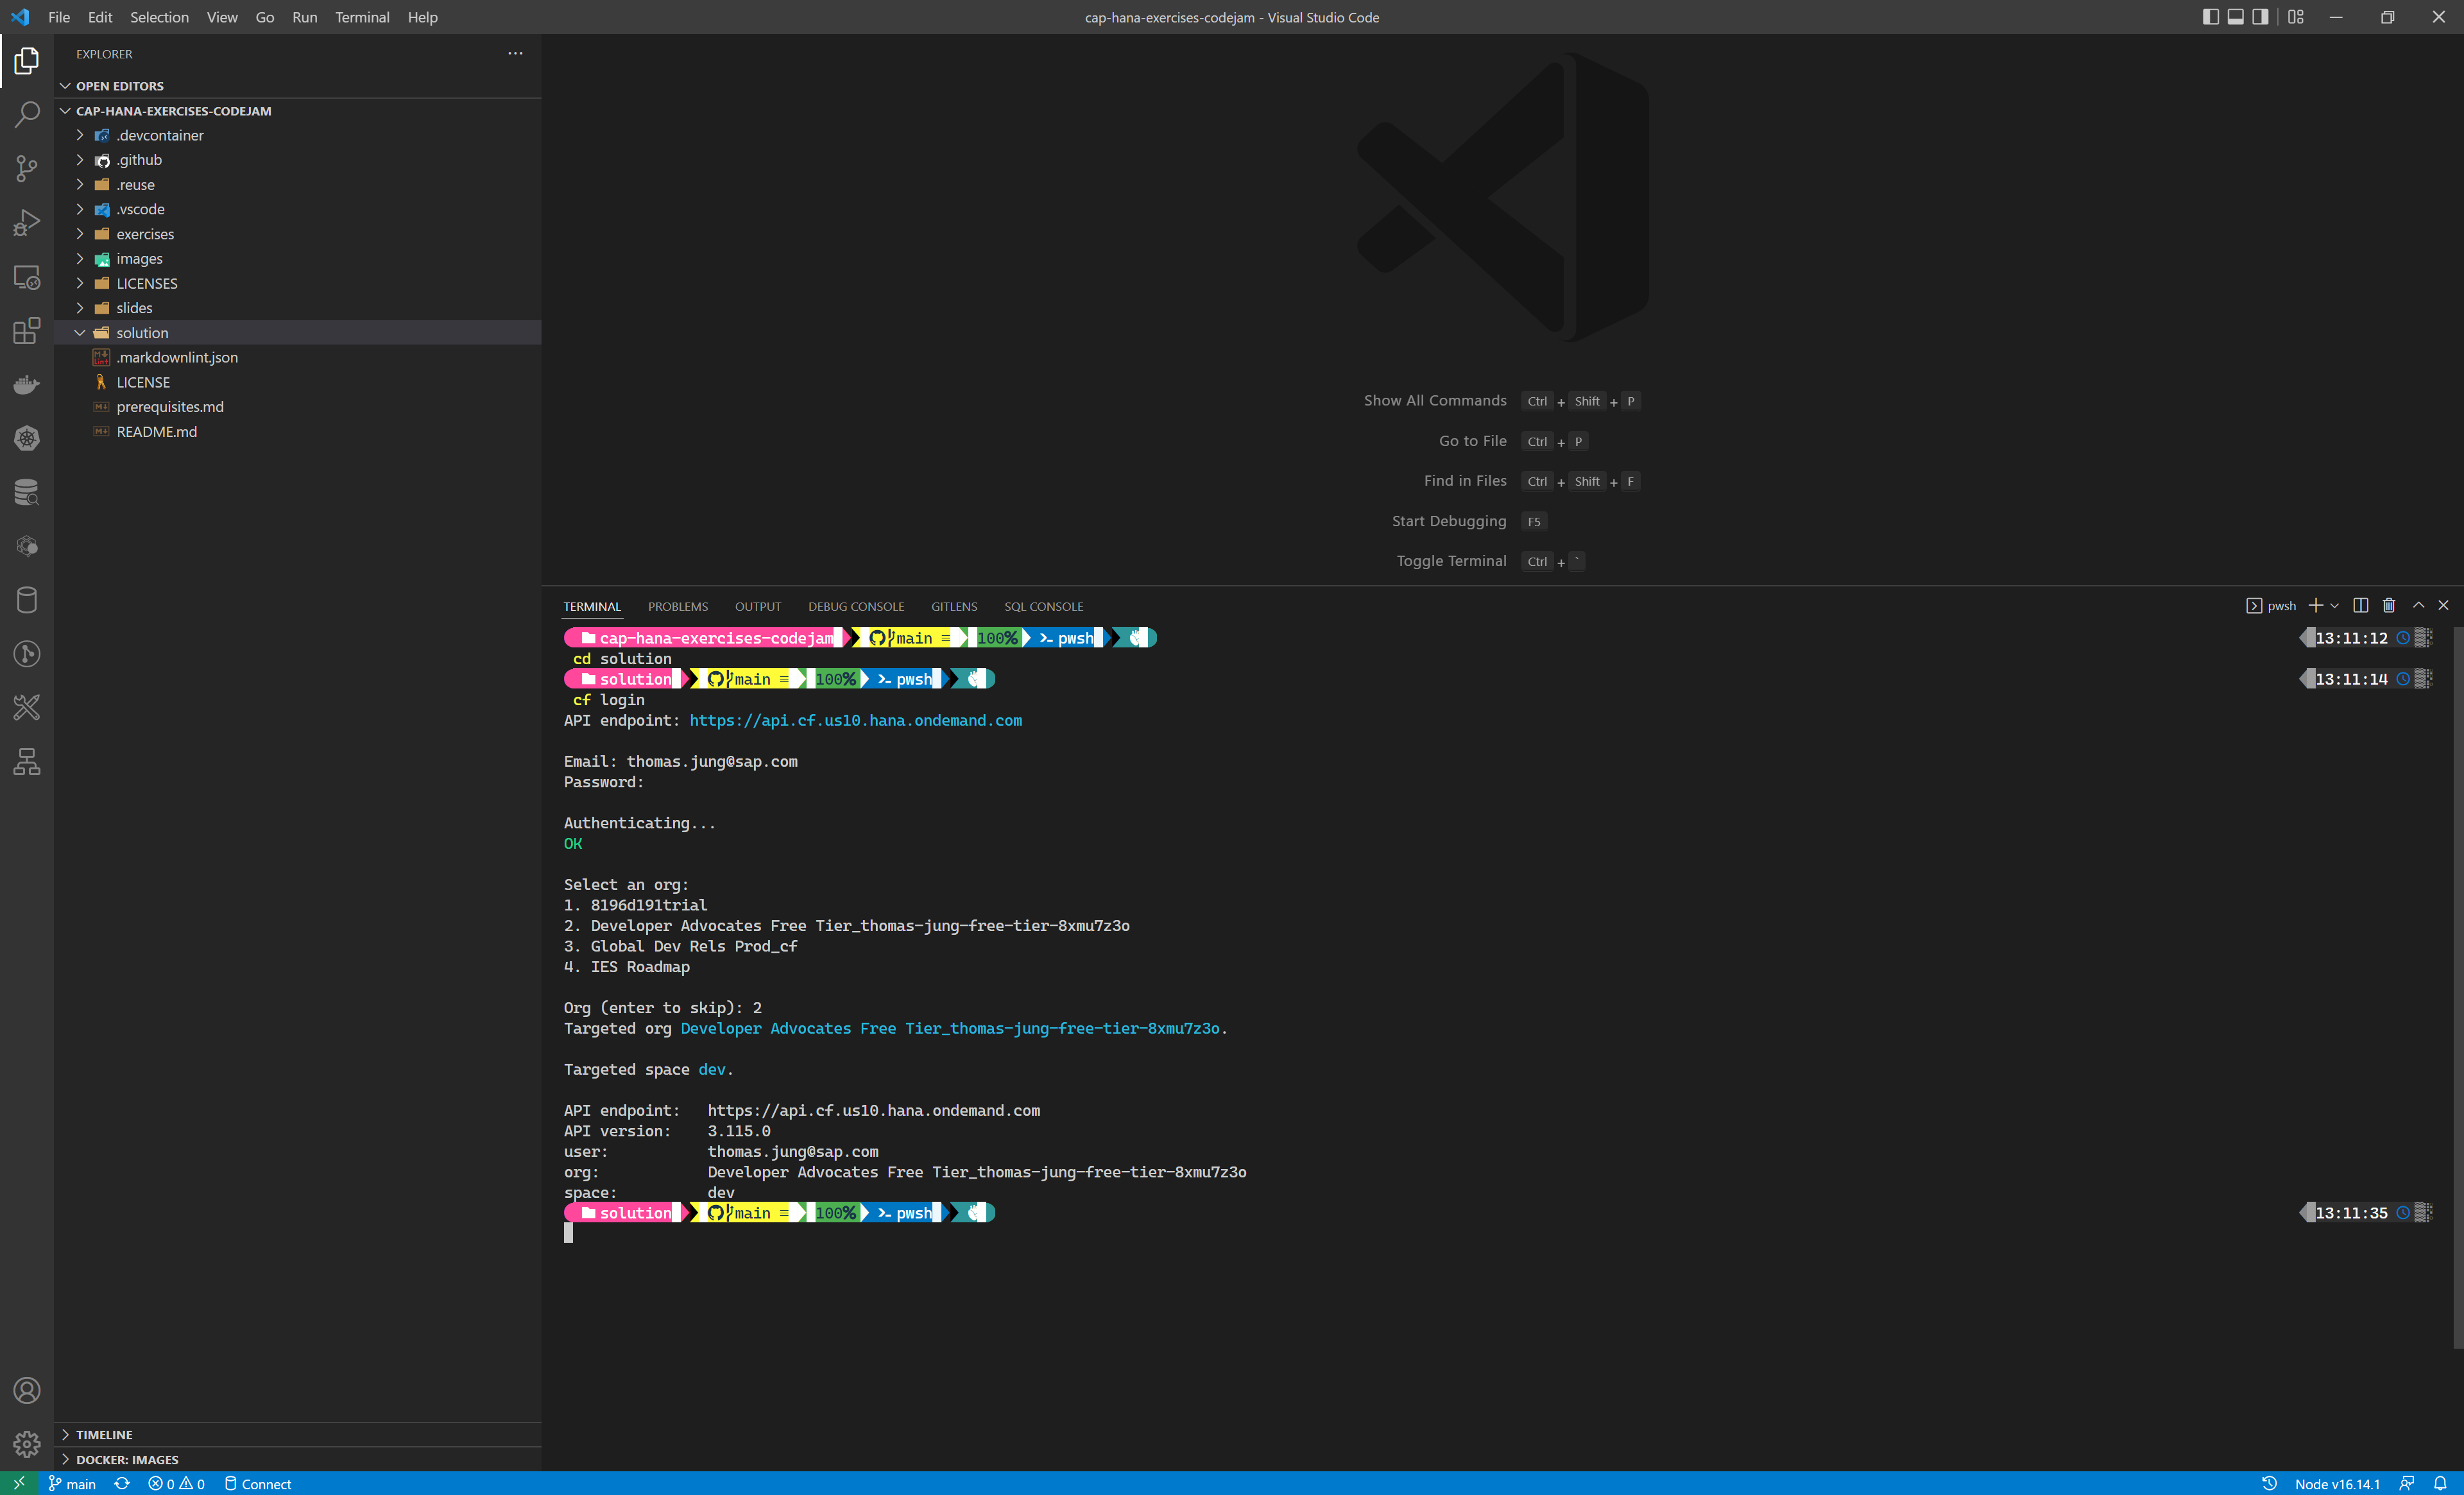 File Edit Selection View Go Run Terminal Help
cap-hana-exercises-codejam - Visual Studio Code
EXPLORER
OPEN EDITORS
CAP-HANA-EXERCISES-CODEJAM
.devcontainer
.github
.reuse
.vscode
exercises
images
LICENSES
slides
solution
.markdownlint.json
LICENSE
prerequisites.md
README.md
TIMELINE
DOCKER: IMAGES
Show All Commands Ctrl + Shift + P
Go to File Ctrl + P
Find in Files Ctrl + Shift + F
Start Debugging F5
Toggle Terminal Ctrl + `
TERMINAL PROBLEMS OUTPUT DEBUG CONSOLE GITLENS SQL CONSOLE
pwsh
cap-hana-exercises-codejam main ≡ 100% pwsh 13:11:12
cd solution
solution main ≡ 100% pwsh 13:11:14
cf login
API endpoint: https://api.cf.us10.hana.ondemand.com
Email: thomas.jung@sap.com
Password:
Authenticating...
OK
Select an org:
1. 8196d191trial
2. Developer Advocates Free Tier_thomas-jung-free-tier-8xmu7z3o
3. Global Dev Rels Prod_cf
4. IES Roadmap
Org (enter to skip): 2
Targeted org Developer Advocates Free Tier_thomas-jung-free-tier-8xmu7z3o.
Targeted space dev.
API endpoint: https://api.cf.us10.hana.ondemand.com
API version: 3.115.0
user: thomas.jung@sap.com
org: Developer Advocates Free Tier_thomas-jung-free-tier-8xmu7z3o
space: dev
solution main ≡ 100% pwsh 13:11:35
main 0 0 Connect
Node v16.14.1